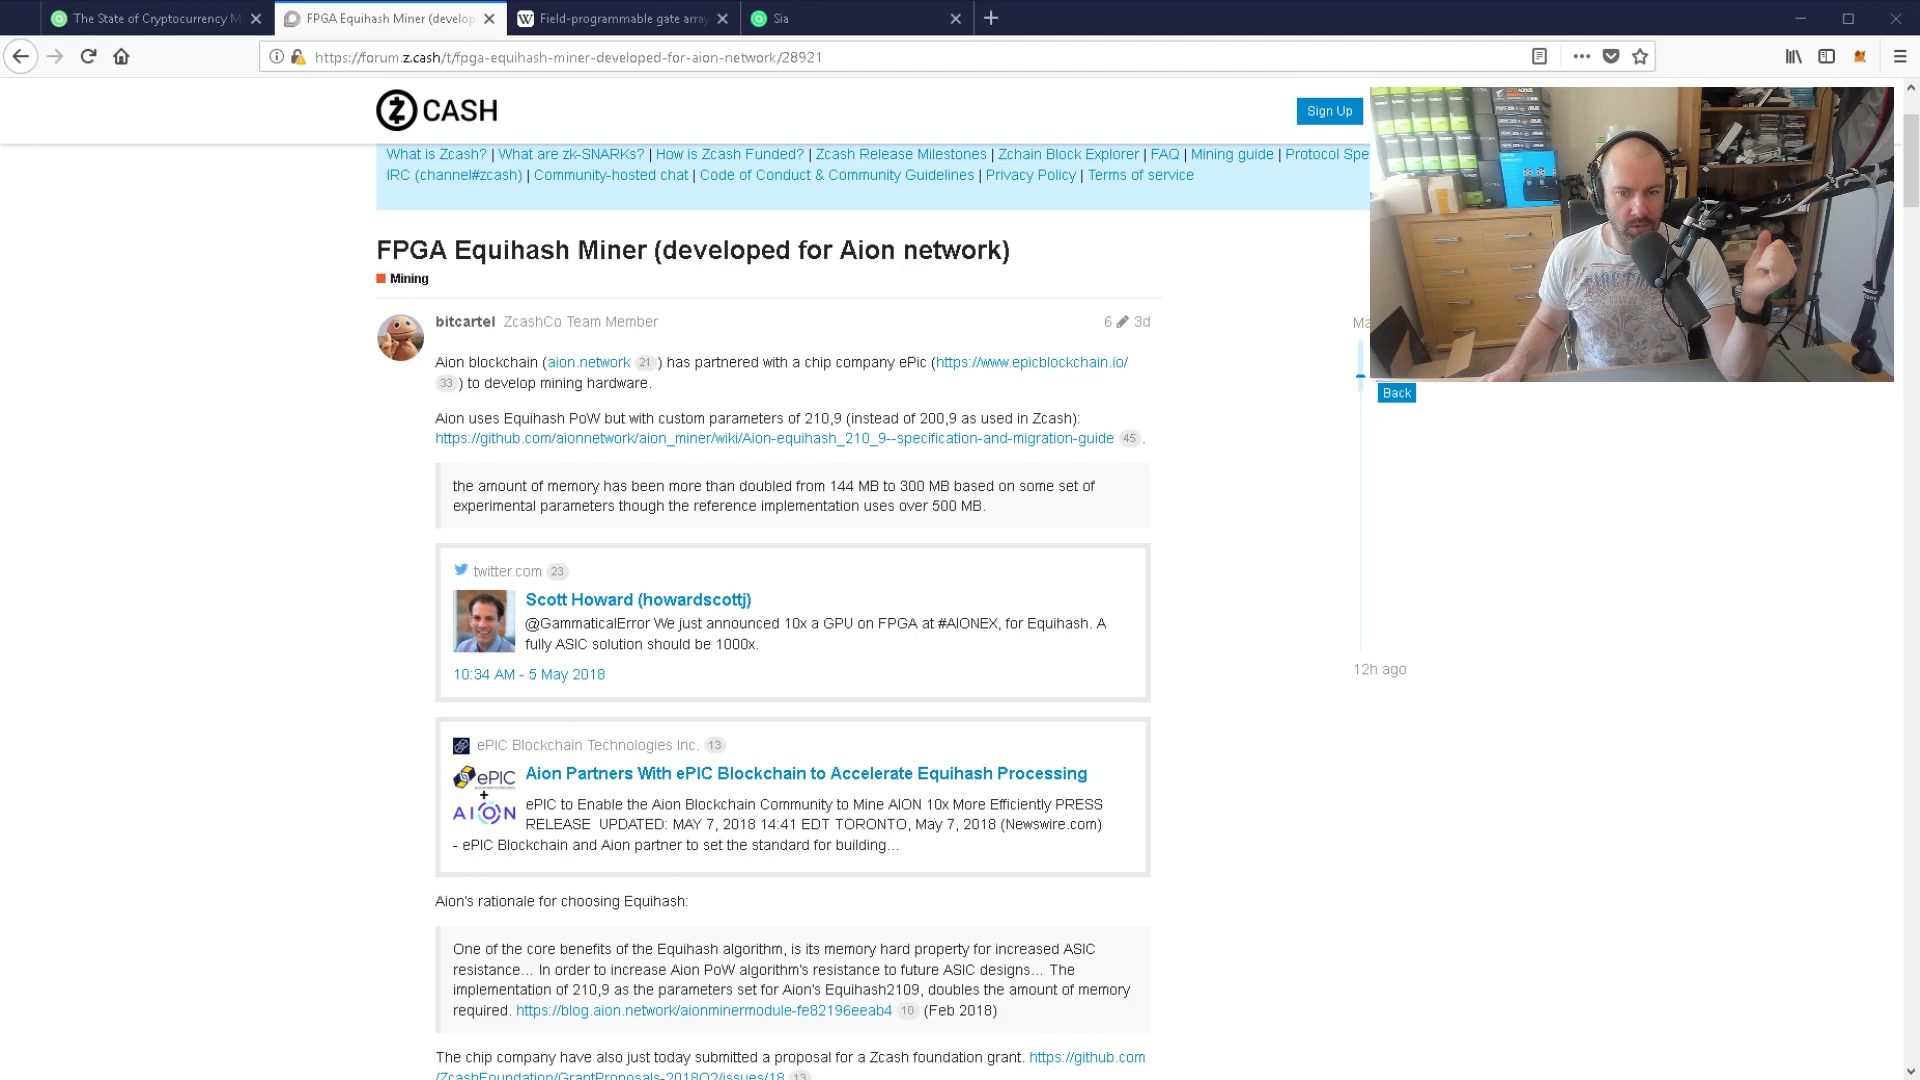 The State of Cryptocurrency M
FPGA Equihash Miner (develop
Field-programmable gate array
Sia
https://forum.z.cash/t/fpga-equihash-miner-developed-for-aion-network/28921
CASH
Sign Up
What is Zcash? | What are zk-SNARKs? | How is Zcash Funded? | Zcash Release Milestones | Zchain Block Explorer | FAQ | Mining guide | Protocol Spe
IRC (channel#zcash) | Community-hosted chat | Code of Conduct & Community Guidelines | Privacy Policy | Terms of service
FPGA Equihash Miner (developed for Aion network)
Mining
bitcartel ZcashCo Team Member 6 3d
Ma
Aion blockchain (aion.network 21 ) has partnered with a chip company ePic (https://www.epicblockchain.io/
33 ) to develop mining hardware.
Back
Aion uses Equihash PoW but with custom parameters of 210,9 (instead of 200,9 as used in Zcash):
https://github.com/aionnetwork/aion_miner/wiki/Aion-equihash_210_9--specification-and-migration-guide 45 .
the amount of memory has been more than doubled from 144 MB to 300 MB based on some set of
experimental parameters though the reference implementation uses over 500 MB.
twitter.com 23
Scott Howard (howardscottj)
@GammaticalError We just announced 10x a GPU on FPGA at #AIONEX, for Equihash. A
fully ASIC solution should be 1000x.
10:34 AM - 5 May 2018
12h ago
ePIC Blockchain Technologies Inc. 13
Aion Partners With ePIC Blockchain to Accelerate Equihash Processing
ePIC
AION
ePIC to Enable the Aion Blockchain Community to Mine AION 10x More Efficiently PRESS
RELEASE UPDATED: MAY 7, 2018 14:41 EDT TORONTO, May 7, 2018 (Newswire.com)
- ePIC Blockchain and Aion partner to set the standard for building...
Aion's rationale for choosing Equihash:
One of the core benefits of the Equihash algorithm, is its memory hard property for increased ASIC
resistance... In order to increase Aion PoW algorithm's resistance to future ASIC designs... The
implementation of 210,9 as the parameters set for Aion's Equihash2109, doubles the amount of memory
required. https://blog.aion.network/aionminermodule-fe82196eeab4 10 (Feb 2018)
The chip company have also just today submitted a proposal for a Zcash foundation grant. https://github.com
/ZcashFoundation/GrantProposals-2018Q2/issues/18 13